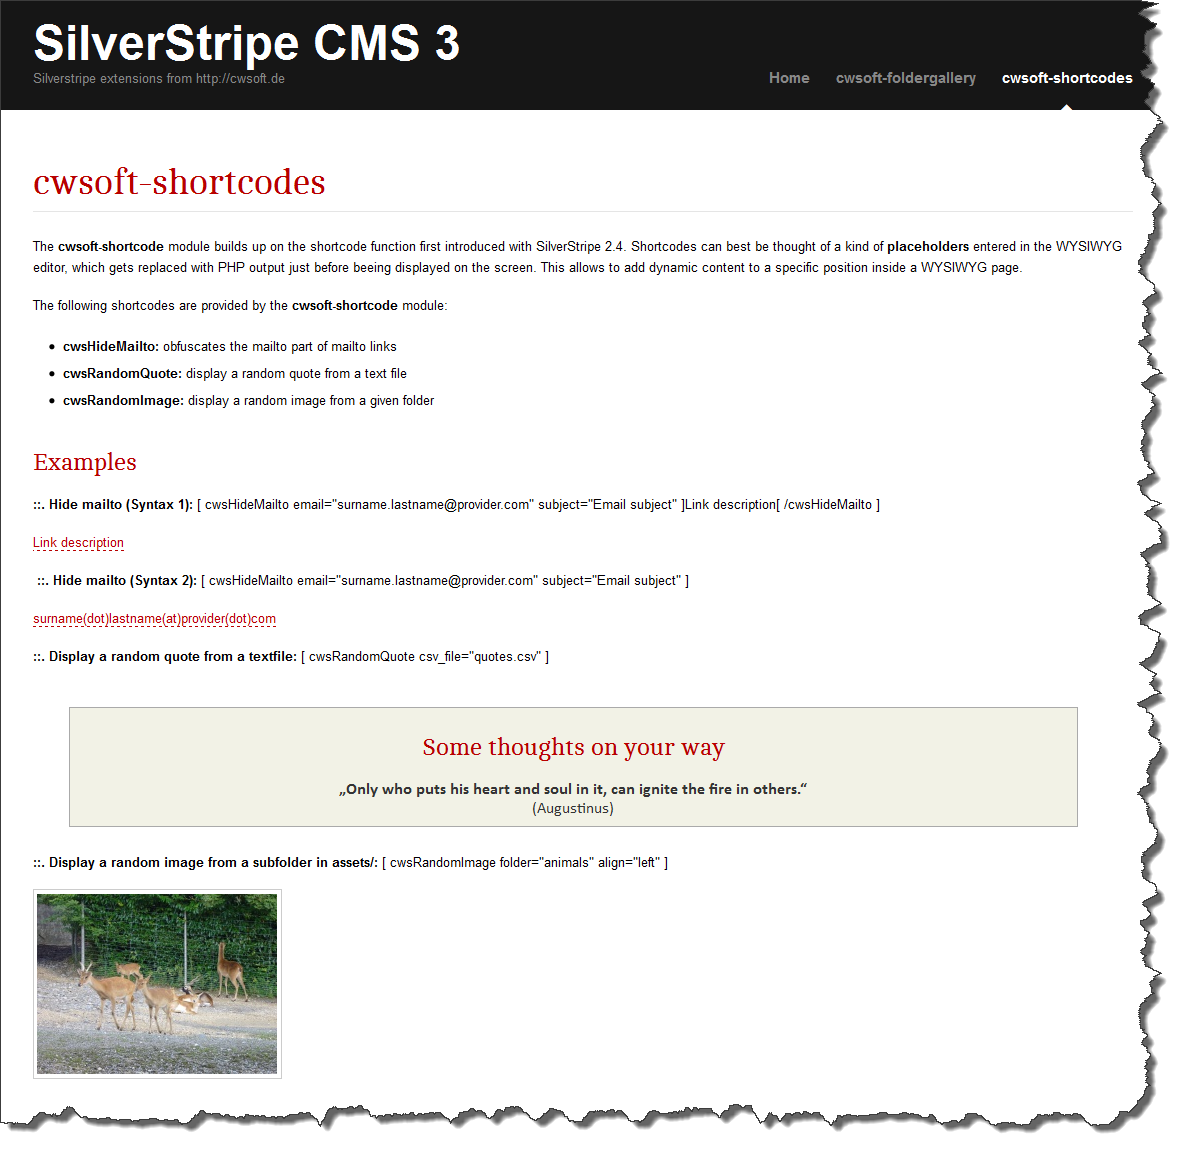 SilverStripe CMS 3
Silverstripe extensions from http://cwsoft.de
Home cwsoft-foldergallery cwsoft-shortcodes
cwsoft-shortcodes
The cwsoft-shortcode module builds up on the shortcode function first introduced with SilverStripe 2.4. Shortcodes can best be thought of a kind of placeholders entered in the WYSIWYG
editor, which gets replaced with PHP output just before beeing displayed on the screen. This allows to add dynamic content to a specific position inside a WYSIWYG page.
The following shortcodes are provided by the cwsoft-shortcode module:
• cwsHideMailto: obfuscates the mailto part of mailto links
• cwsRandomQuote: display a random quote from a text file
• cwsRandomImage: display a random image from a given folder
Examples
::. Hide mailto (Syntax 1): [ cwsHideMailto email="surname.lastname@provider.com" subject="Email subject" ]Link description[ /cwsHideMailto ]
Link description
::. Hide mailto (Syntax 2): [ cwsHideMailto email="surname.lastname@provider.com" subject="Email subject" ]
surname(dot)lastname(at)provider(dot)com
::. Display a random quote from a textfile: [ cwsRandomQuote csv_file="quotes.csv" ]
Some thoughts on your way
„Only who puts his heart and soul in it, can ignite the fire in others.“
(Augustinus)
::. Display a random image from a subfolder in assets/: [ cwsRandomImage folder="animals" align="left" ]